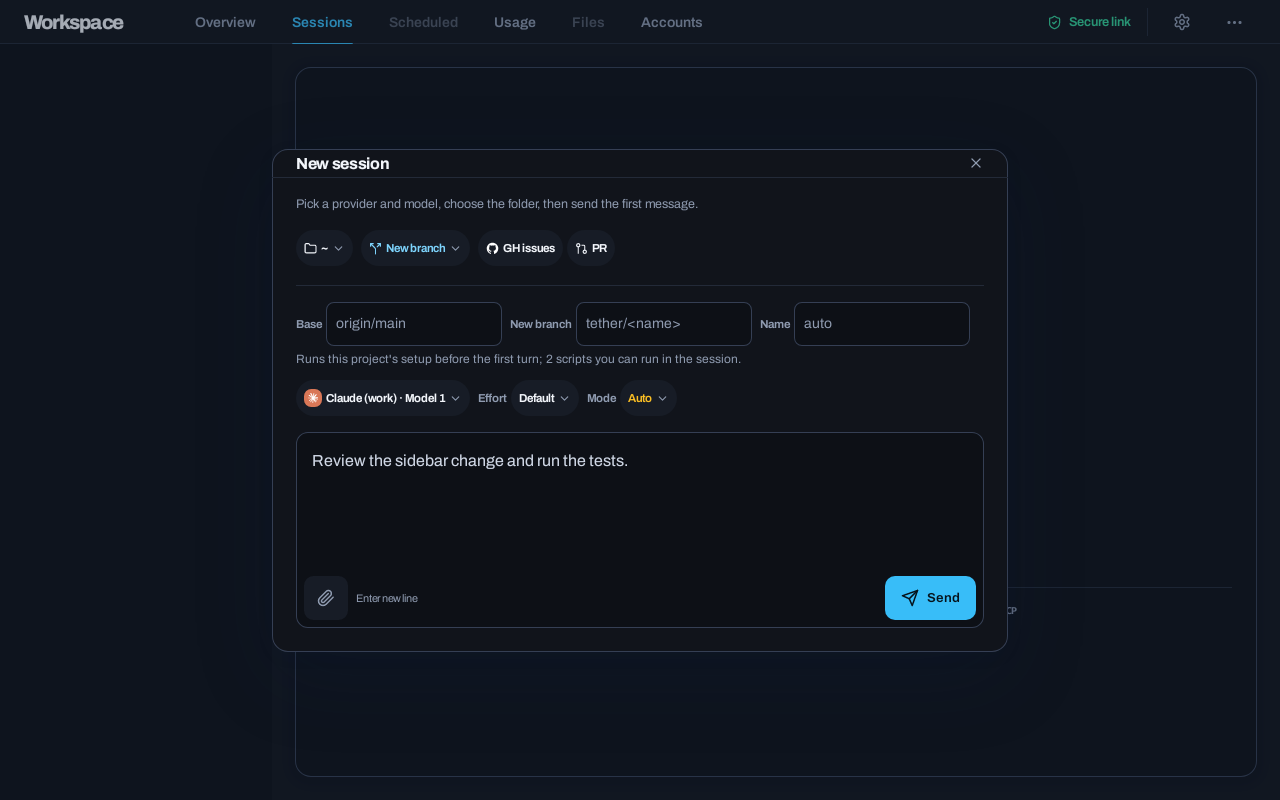 Workspace Overview Sessions Scheduled Usage Files Accounts Secure link
New session
Pick a provider and model, choose the folder, then send the first message.
~ New branch GH issues PR
Base origin/main New branch tether/<name> Name auto
Runs this project's setup before the first turn; 2 scripts you can run in the session.
Claude (work) · Model 1 Effort Default Mode Auto
Review the sidebar change and run the tests.
Enter new line Send